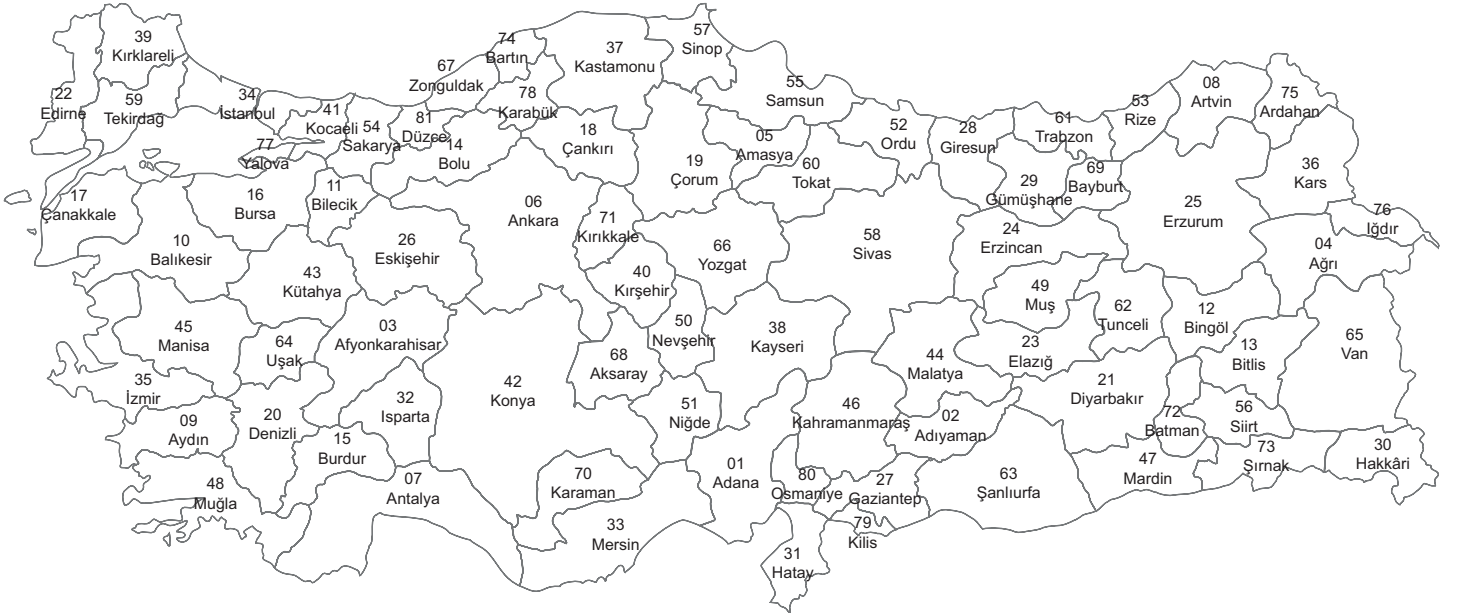 39
Kırklareli
22
Edirne
59
Tekirdağ
34
İstanbul
41
Kocaeli
77
Yalova
54
Sakarya
81
Düzce
14
Bolu
67
Zonguldak
74
Bartın
78
Karabük
37
Kastamonu
57
Sinop
18
Çankırı
55
Samsun
05
Amasya
19
Çorum
60
Tokat
52
Ordu
28
Giresun
61
Trabzon
53
Rize
08
Artvin
75
Ardahan
36
Kars
76
Iğdır
04
Ağrı
25
Erzurum
69
Bayburt
29
Gümüşhane
24
Erzincan
58
Sivas
66
Yozgat
71
Kırıkkale
40
Kırşehir
06
Ankara
26
Eskişehir
11
Bilecik
16
Bursa
17
Çanakkale
10
Balıkesir
43
Kütahya
45
Manisa
64
Uşak
03
Afyonkarahisar
35
İzmir
09
Aydın
20
Denizli
48
Muğla
15
Burdur
32
Isparta
07
Antalya
42
Konya
68
Aksaray
50
Nevşehir
51
Niğde
38
Kayseri
70
Karaman
33
Mersin
01
Adana
80
Osmaniye
31
Hatay
46
Kahramanmaraş
27
Gaziantep
79
Kilis
02
Adıyaman
44
Malatya
63
Şanlıurfa
23
Elazığ
49
Muş
62
Tunceli
12
Bingöl
21
Diyarbakır
13
Bitlis
65
Van
72
Batman
56
Siirt
47
Mardin
73
Şırnak
30
Hakkâri